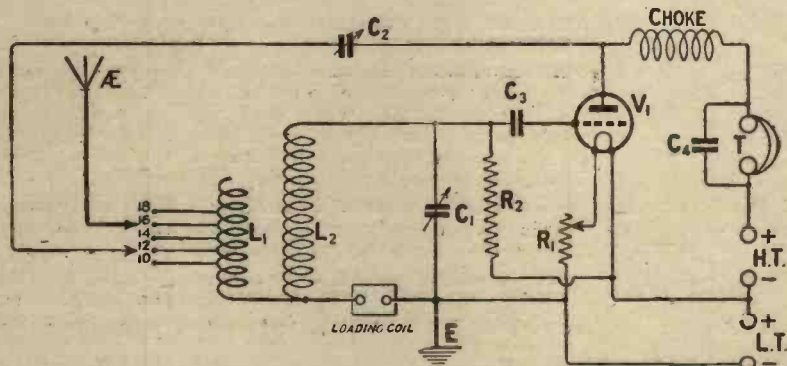 CHOKE
C₂
Æ
C₃
V₁
C₄
T
18
16
14
12
10
L₁
L₂
C₁
R₂
R₁
+
H.T.
−
LOADING COIL
E
+
L.T.
−